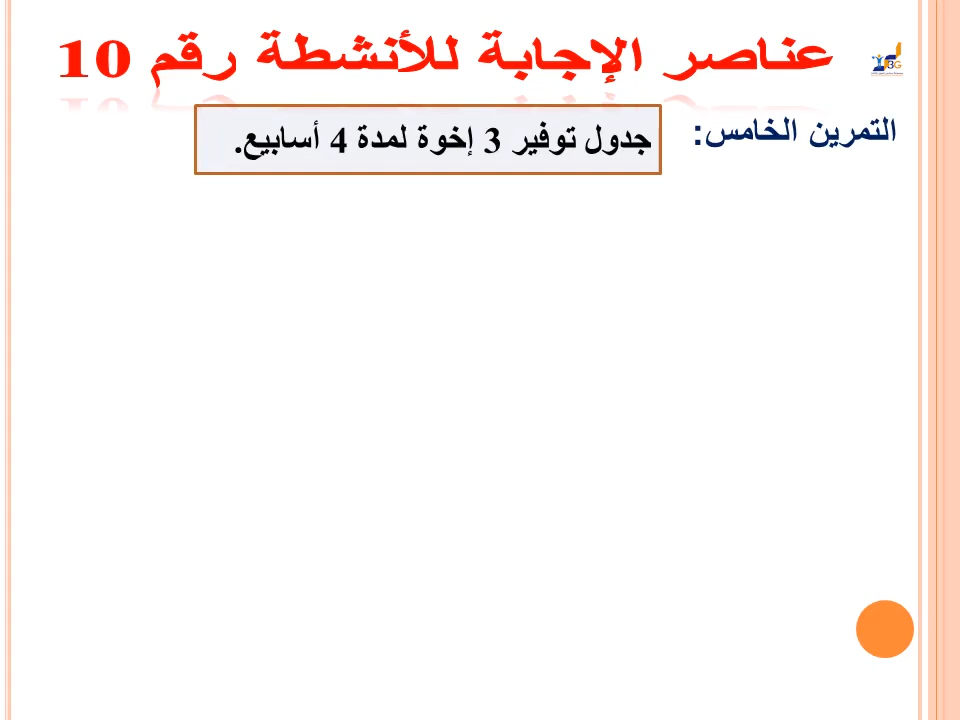 عناصر الإجابة للأنشطة رقم 10
التمرين الخامس:
جدول توفير 3 إخوة لمدة 4 أسابيع.